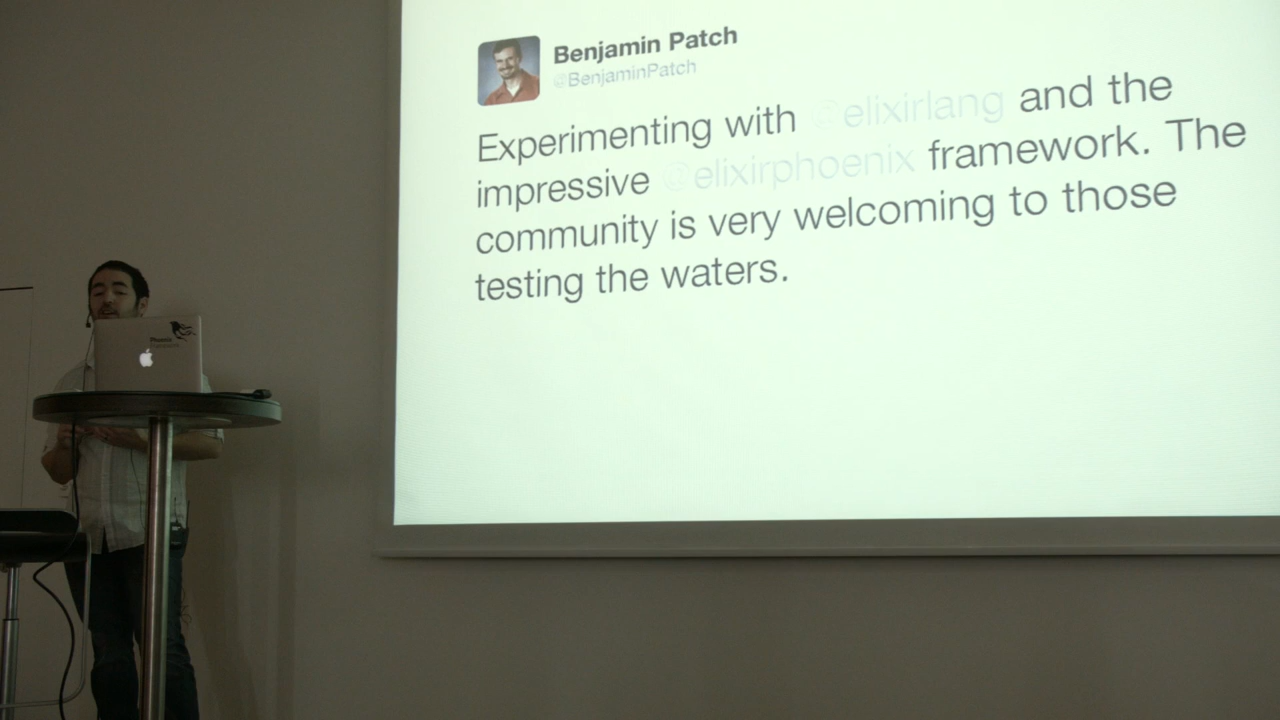 Benjamin Patch
@BenjaminPatch
Experimenting with @elixirlang and the
impressive @elixirphoenix framework. The
community is very welcoming to those
testing the waters.
Phoenix